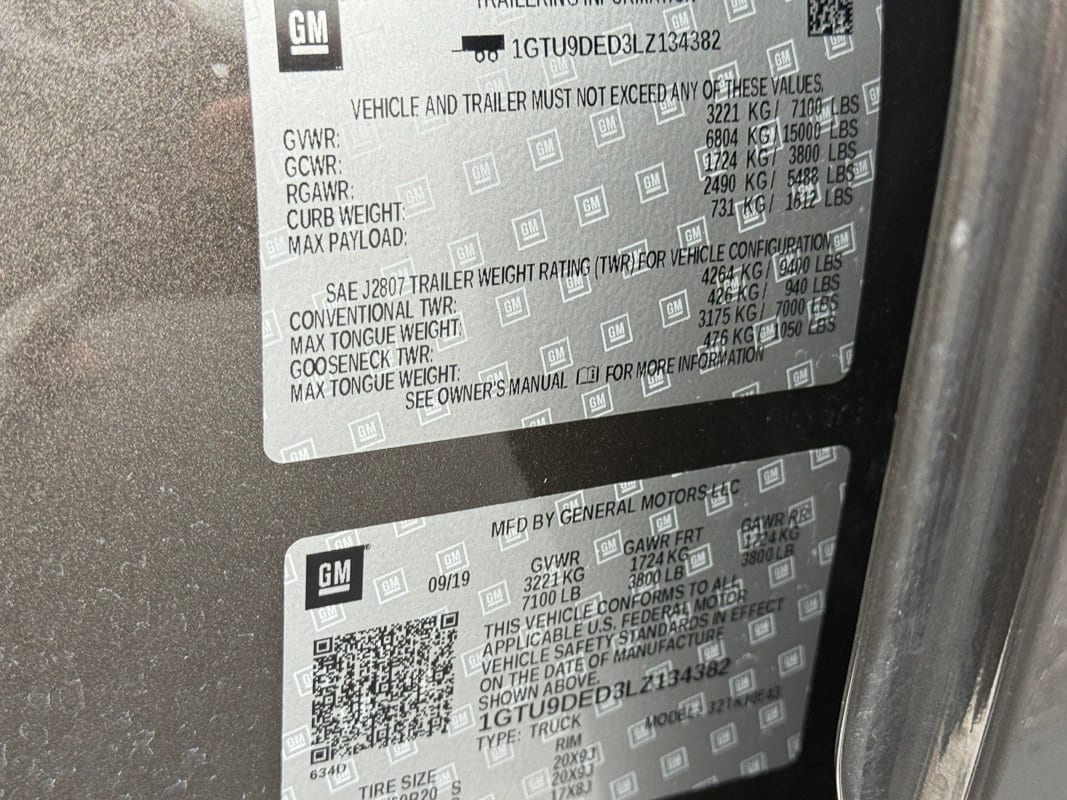 GM
TRAILERING INFORMATION
1GTU9DED3LZ134382
VEHICLE AND TRAILER MUST NOT EXCEED ANY OF THESE VALUES.
GVWR: 3221 KG / 7100 LBS
GCWR: 6804 KG / 15000 LBS
RGAWR: 1724 KG / 3800 LBS
CURB WEIGHT: 2490 KG / 5488 LBS
MAX PAYLOAD: 731 KG / 1612 LBS
SAE J2807 TRAILER WEIGHT RATING (TWR) FOR VEHICLE CONFIGURATION
CONVENTIONAL TWR: 4264 KG / 9400 LBS
MAX TONGUE WEIGHT: 426 KG / 940 LBS
GOOSENECK TWR: 3175 KG / 7000 LBS
MAX TONGUE WEIGHT: 476 KG / 1050 LBS
SEE OWNER'S MANUAL FOR MORE INFORMATION
MFD BY GENERAL MOTORS LLC
GM
09/19 GVWR GAWR FRT GAWR RR
3221 KG 1724 KG 1724 KG
7100 LB 3800 LB 3800 LB
THIS VEHICLE CONFORMS TO ALL
APPLICABLE U.S. FEDERAL MOTOR
VEHICLE SAFETY STANDARDS IN EFFECT
ON THE DATE OF MANUFACTURE
SHOWN ABOVE.
1GTU9DED3LZ134382
TYPE: TRUCK MODEL:
634D
TIRE SIZE RIM
S 20X9J
20X9J
17X8J